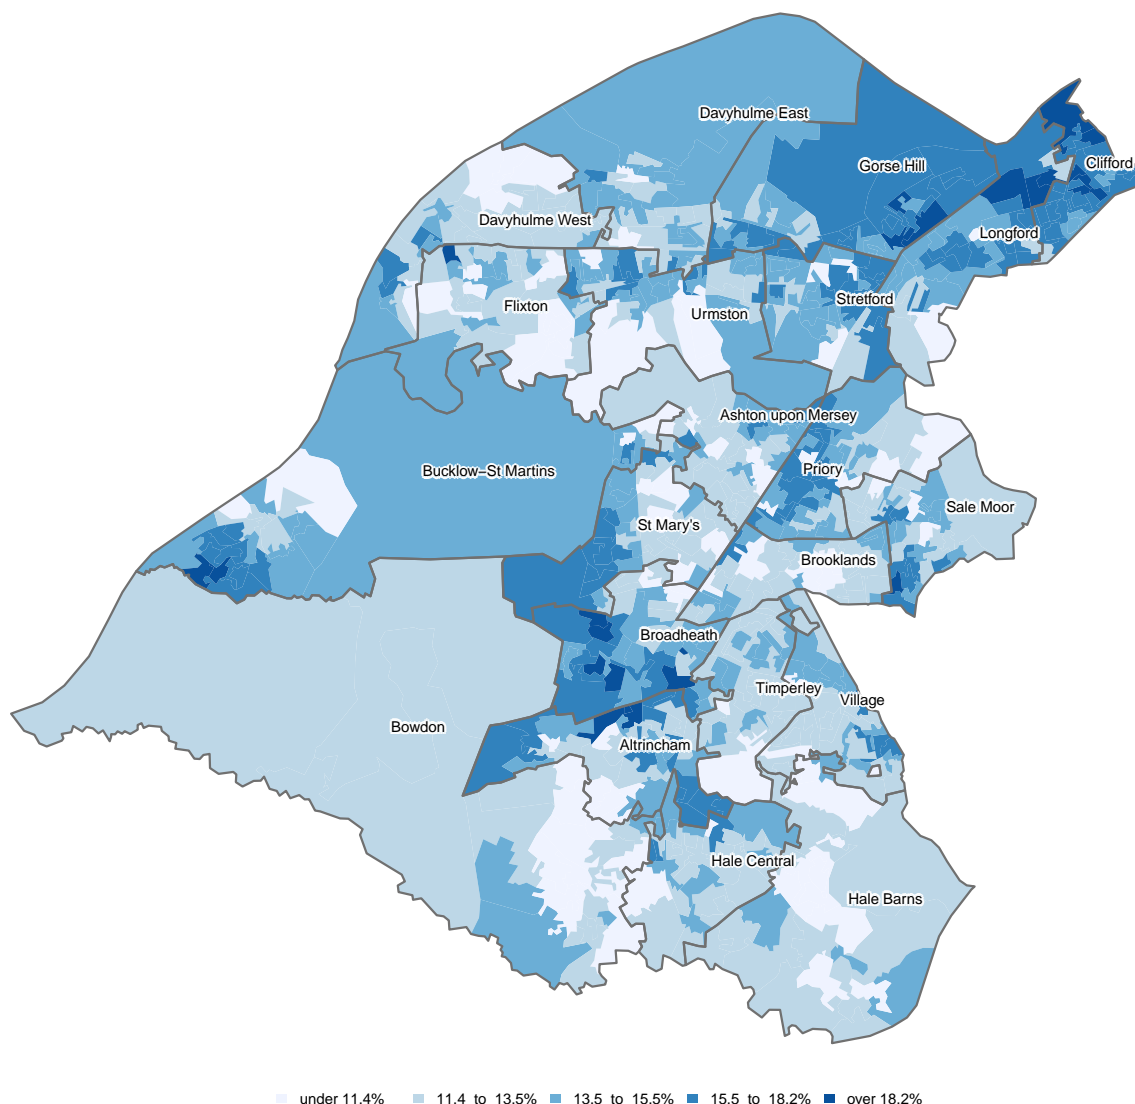 Davyhulme East
Gorse Hill
Clifford
Davyhulme West
Longford
Flixton
Urmston
Stretford
Ashton upon Mersey
Bucklow−St Martins
Priory
St Mary's
Sale Moor
Brooklands
Broadheath
Timperley
Village
Bowdon
Altrincham
Hale Central
Hale Barns
under 11.4% 11.4 to 13.5% 13.5 to 15.5% 15.5 to 18.2% over 18.2%